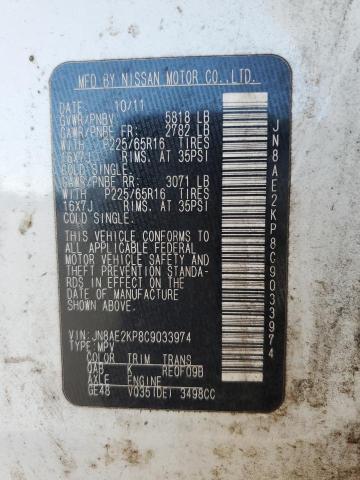 MFD BY NISSAN MOTOR CO.,LTD.
DATE: 10/11
GVWR/PNBV: 5818 LB
GAWR/PNBE FR: 2782 LB
WITH P225/65R16 TIRES
16X7J RIMS, AT 35PSI
COLD SINGLE.
GAWR/PNBE RR: 3071 LB
WITH P225/65R16 TIRES
16X7J RIMS, AT 35PSI
COLD SINGLE.
THIS VEHICLE CONFORMS TO
ALL APPLICABLE FEDERAL
MOTOR VEHICLE SAFETY AND
THEFT PREVENTION STANDA-
RDS IN EFFECT ON THE
DATE OF MANUFACTURE
SHOWN ABOVE.
VIN: JN8AE2KP8C9033974
TYPE: MPV
COLOR TRIM TRANS
QAB K RE0F09B
AXLE ENGINE
GE48 VQ35(DE) 3498CC
JN8AE2KP8C9033974